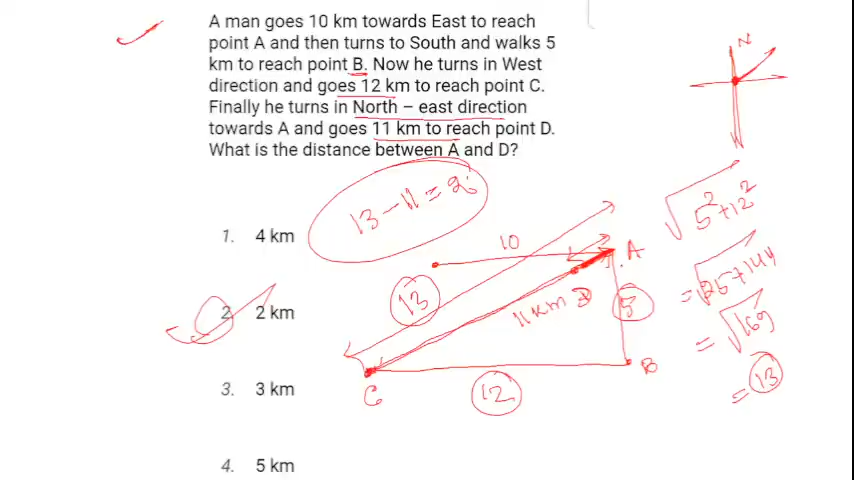 A man goes 10 km towards East to reach
point A and then turns to South and walks 5
km to reach point B. Now he turns in West
direction and goes 12 km to reach point C.
Finally he turns in North – east direction
towards A and goes 11 km to reach point D.
What is the distance between A and D?
N
13-11=2
√5²+12²
1. 4 km
10
A
=√25+144
13
11km D
5
2. 2 km
=√169
B
C
12
=13
3. 3 km
4. 5 km